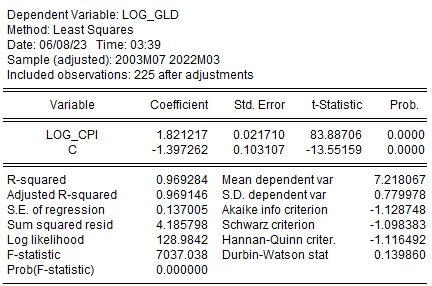 Dependent Variable: LOG_GLD
Method: Least Squares
Date: 06/08/23 Time: 03:39
Sample (adjusted): 2003M07 2022M03
Included observations: 225 after adjustments
Variable Coefficient Std. Error t-Statistic Prob.
LOG_CPI 1.821217 0.021710 83.88706 0.0000
C -1.397262 0.103107 -13.55159 0.0000
R-squared 0.969284 Mean dependent var 7.218067
Adjusted R-squared 0.969146 S.D. dependent var 0.779978
S.E. of regression 0.137005 Akaike info criterion -1.128748
Sum squared resid 4.185798 Schwarz criterion -1.098383
Log likelihood 128.9842 Hannan-Quinn criter. -1.116492
F-statistic 7037.038 Durbin-Watson stat 0.139860
Prob(F-statistic) 0.000000